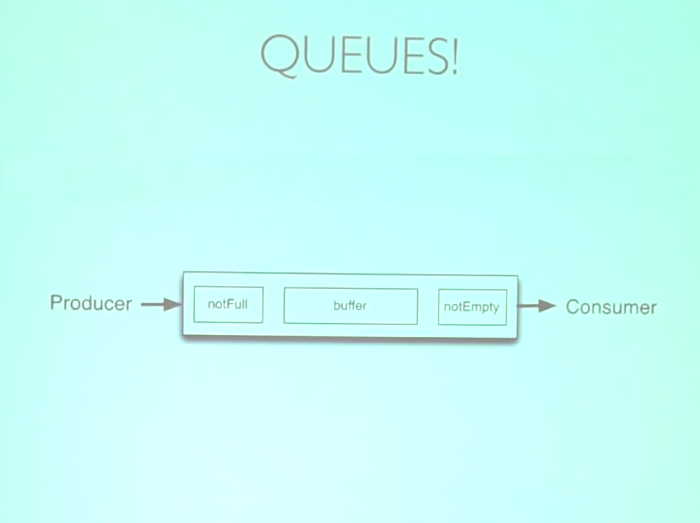 QUEUES!
Producer
notFull
buffer
notEmpty
Consumer